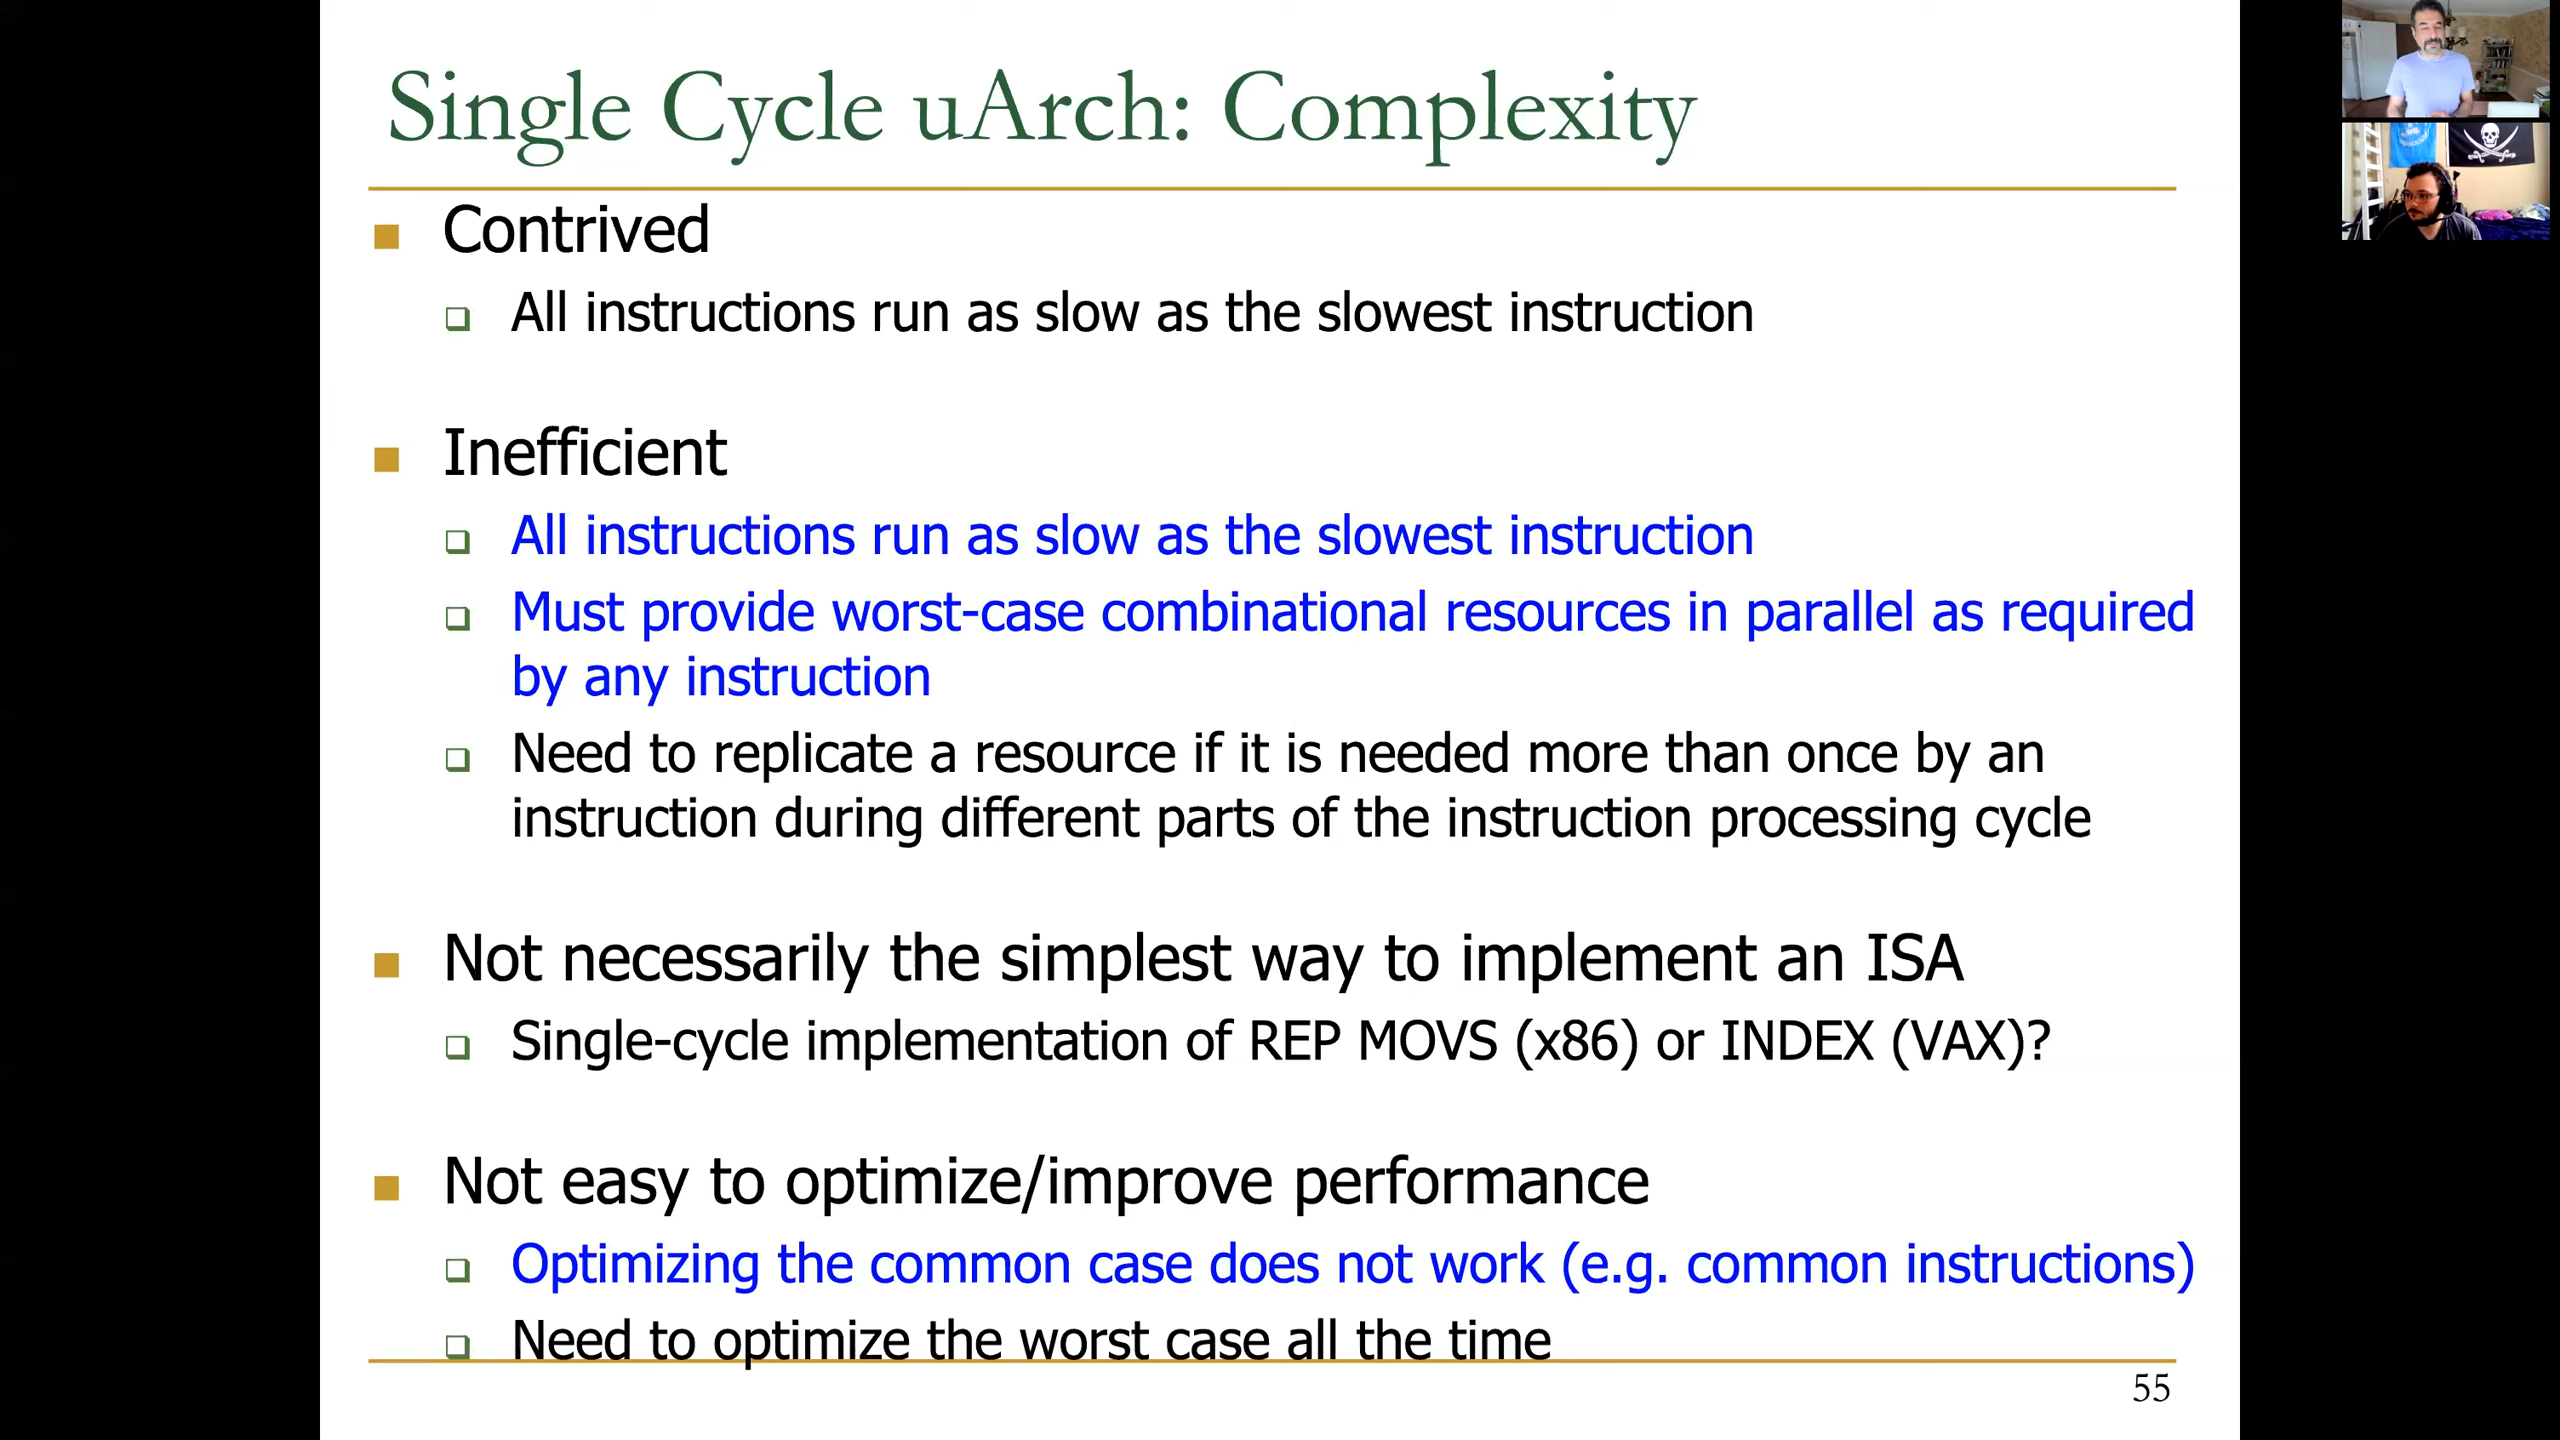 Single Cycle uArch: Complexity
Contrived
All instructions run as slow as the slowest instruction
Inefficient
All instructions run as slow as the slowest instruction
Must provide worst-case combinational resources in parallel as required
by any instruction
Need to replicate a resource if it is needed more than once by an
instruction during different parts of the instruction processing cycle
Not necessarily the simplest way to implement an ISA
Single-cycle implementation of REP MOVS (x86) or INDEX (VAX)?
Not easy to optimize/improve performance
Optimizing the common case does not work (e.g. common instructions)
Need to optimize the worst case all the time
55